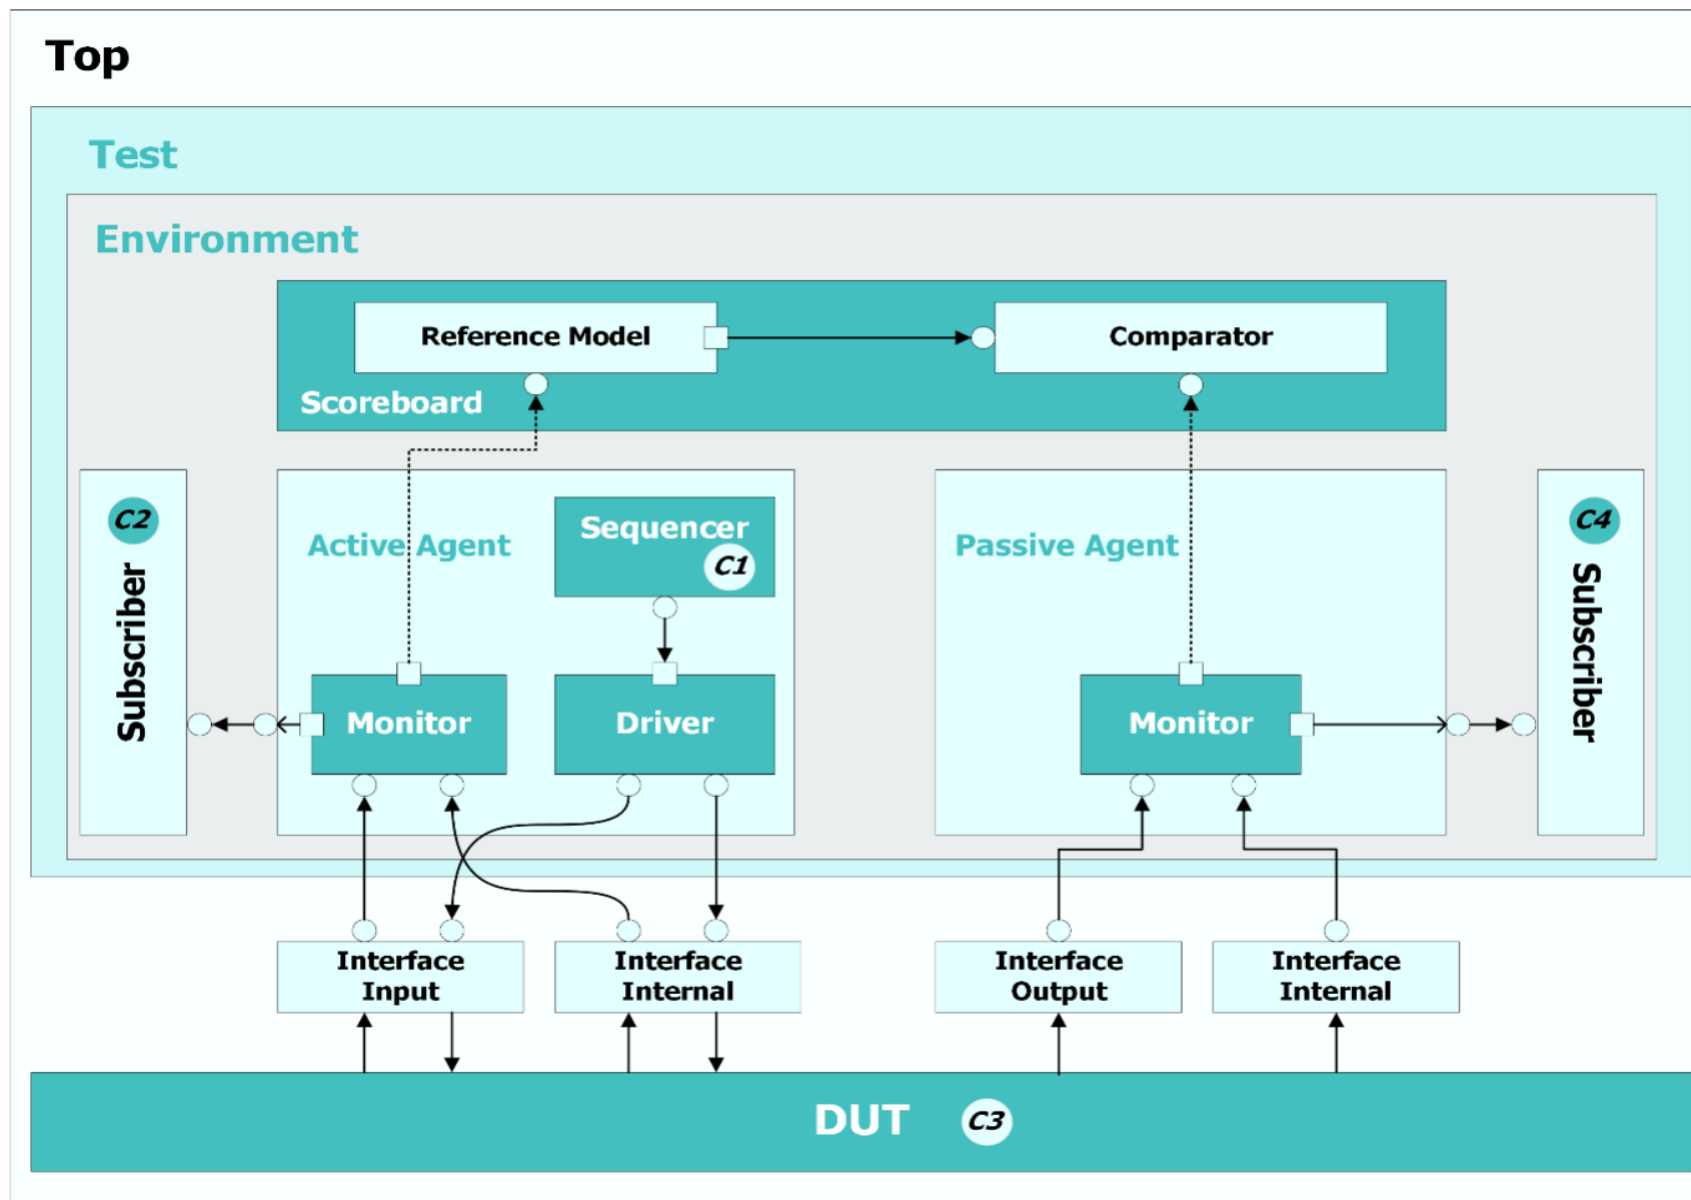 Top
Test
Environment
Reference Model
Comparator
Scoreboard
C2
Subscriber
Active Agent
Sequencer
C1
Monitor
Driver
Passive Agent
Monitor
C4
Subscriber
Interface
Input
Interface
Internal
Interface
Output
Interface
Internal
DUT
C3